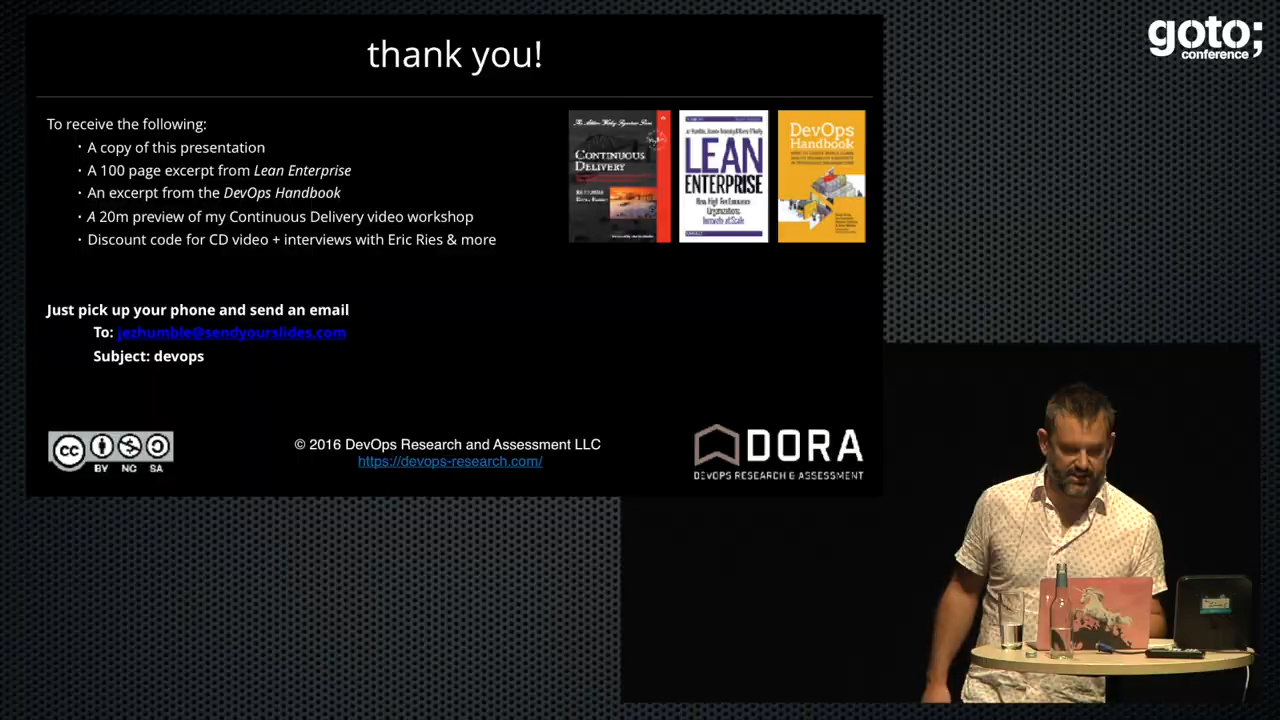 goto;
conference
thank you!
To receive the following:
· A copy of this presentation
· A 100 page excerpt from Lean Enterprise
· An excerpt from the DevOps Handbook
· A 20m preview of my Continuous Delivery video workshop
· Discount code for CD video + interviews with Eric Ries & more
CONTINUOUS
DELIVERY
LEAN
ENTERPRISE
How High Performance
Organizations
Innovate at Scale
DevOps
Handbook
Just pick up your phone and send an email
To: jezhumble@sendyourslides.com
Subject: devops
cc BY NC SA
© 2016 DevOps Research and Assessment LLC
https://devops-research.com/
DORA
DEVOPS RESEARCH & ASSESSMENT